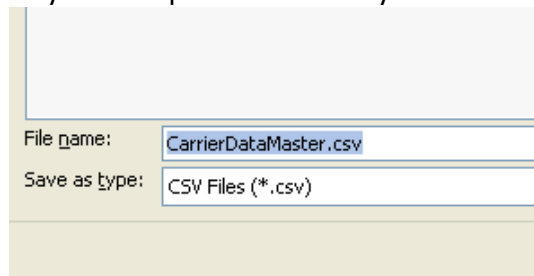 File name:
CarrierDataMaster.csv
Save as type:
CSV Files (*.csv)